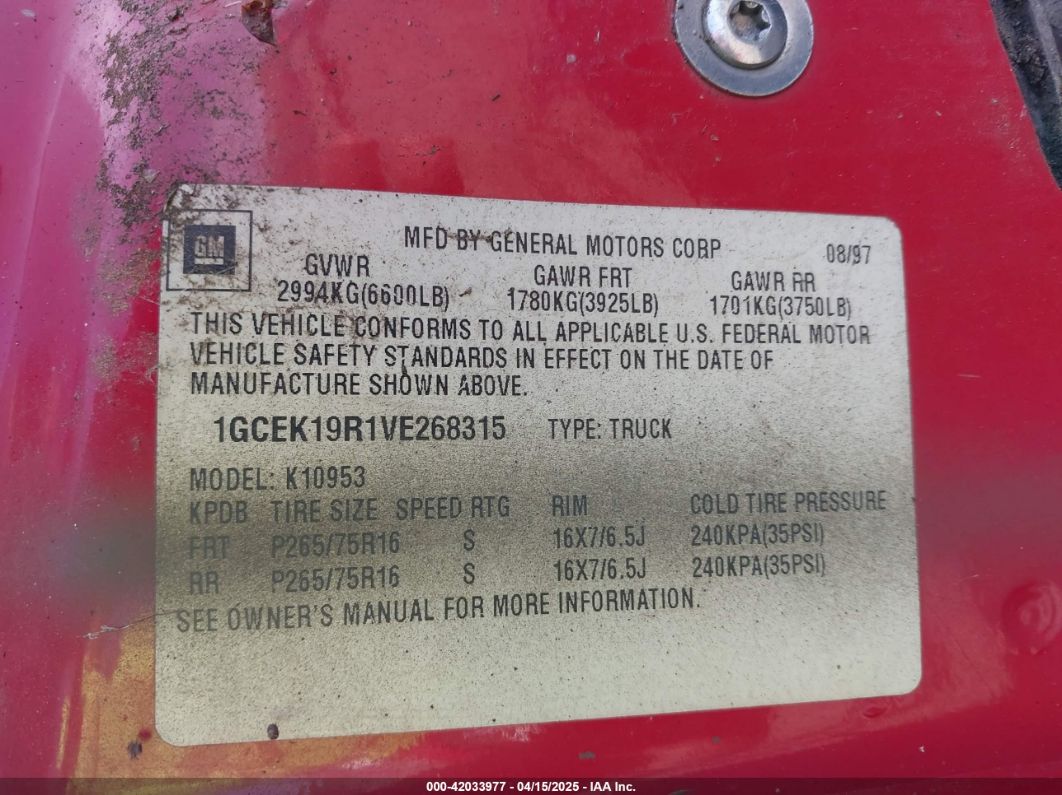 GM
MFD BY GENERAL MOTORS CORP 08/97
GVWR GAWR FRT GAWR RR
2994KG(6600LB) 1780KG(3925LB) 1701KG(3750LB)
THIS VEHICLE CONFORMS TO ALL APPLICABLE U.S. FEDERAL MOTOR
VEHICLE SAFETY STANDARDS IN EFFECT ON THE DATE OF
MANUFACTURE SHOWN ABOVE.
1GCEK19R1VE268315 TYPE: TRUCK
MODEL: K10953
KPDB TIRE SIZE SPEED RTG RIM COLD TIRE PRESSURE
FRT P265/75R16 S 16X7/6.5J 240KPA(35PSI)
RR P265/75R16 S 16X7/6.5J 240KPA(35PSI)
SEE OWNER'S MANUAL FOR MORE INFORMATION.
000-42033977 - 04/15/2025 - IAA Inc.